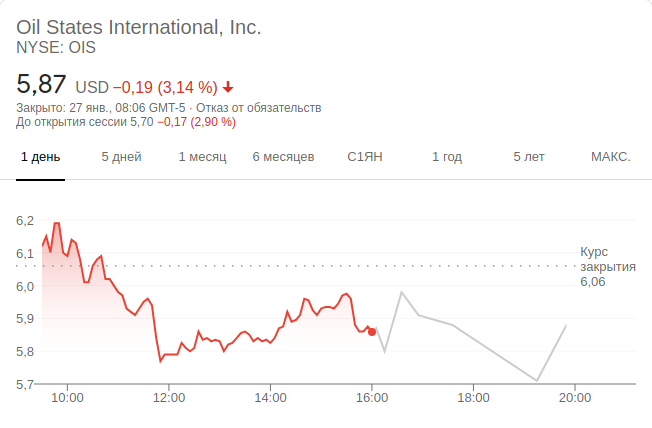 Oil States International, Inc.
NYSE: OIS
5,87 USD −0,19 (3,14 %)
Закрыто: 27 янв., 08:06 GMT-5 · Отказ от обязательств
До открытия сессии 5,70 −0,17 (2,90 %)
1 день 5 дней 1 месяц 6 месяцев С1ЯН 1 год 5 лет МАКС.
6,2
6,1
6,0
5,9
5,8
5,7
Курс
закрытия
6,06
10:00 12:00 14:00 16:00 18:00 20:00